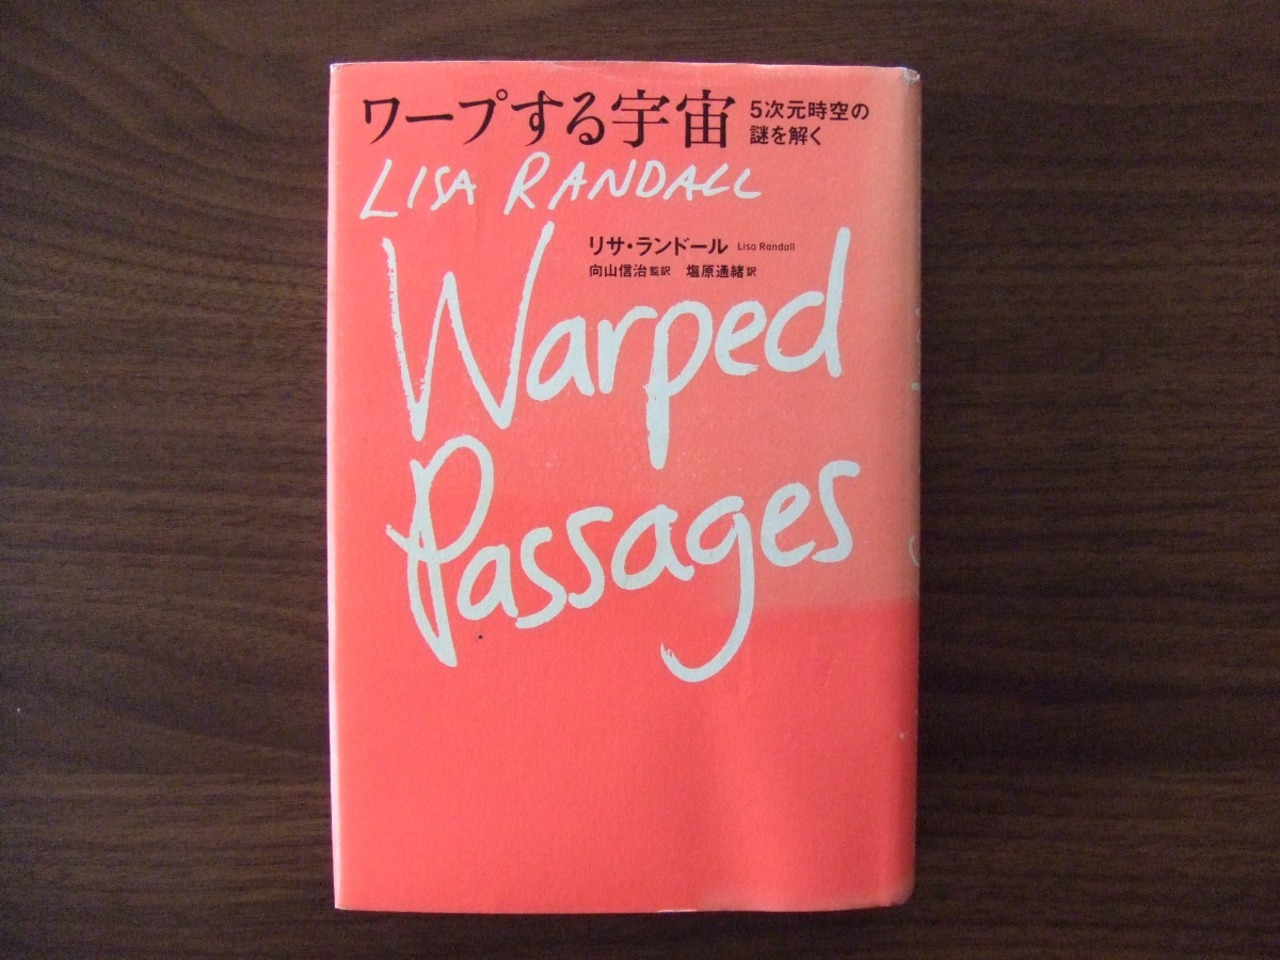 ワープする宇宙
5次元時空の
謎を解く
LISA RANDALL
リサ・ランドール Lisa Randall
向山信治 監訳 塩原通緒 訳
Warped
Passages